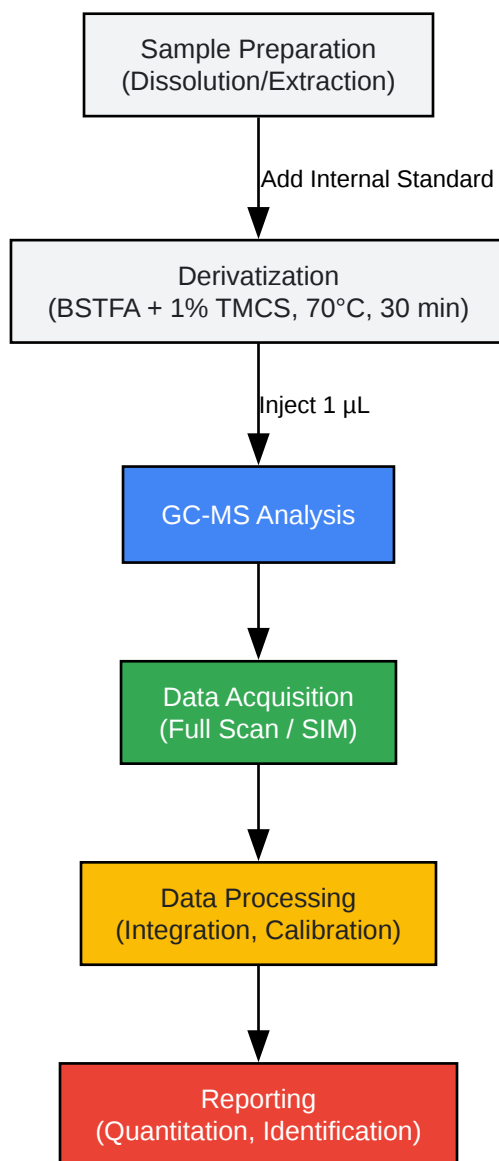 Sample Preparation
(Dissolution/Extraction)
Add Internal Standard
Derivatization
(BSTFA + 1% TMCS, 70°C, 30 min)
Inject 1 µL
GC-MS Analysis
Data Acquisition
(Full Scan / SIM)
Data Processing
(Integration, Calibration)
Reporting
(Quantitation, Identification)